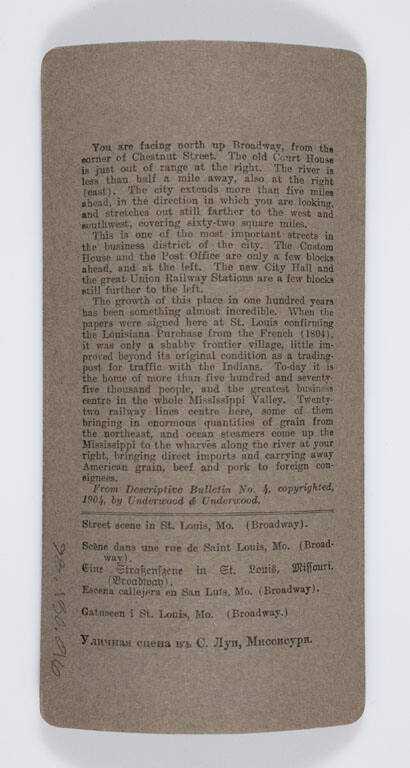 You are facing north up Broadway, from the
corner of Chestnut Street. The old Court House
is just out of range at the right. The river is
less than half a mile away, also at the right
(east). The city extends more than five miles
ahead, in the direction in which you are looking,
and stretches out still farther to the west and
southwest, covering sixty-two square miles.
This is one of the most important streets in
the business district of the city. The Custom
House and the Post Office are only a few blocks
ahead, and at the left. The new City Hall and
the great Union Railway Stations are a few blocks
still further to the left.
The growth of this place in one hundred years
has been something almost incredible. When the
papers were signed here at St. Louis confirming
the Louisiana Purchase from the French (1804),
it was only a shabby frontier village, little im-
proved beyond its original condition as a trading-
post for traffic with the Indians. To-day it is
the home of more than five hundred and seventy-
five thousand people, and the greatest business
centre in the whole Mississippi Valley. Twenty-
two railway lines centre here, some of them
bringing in enormous quantities of grain from
the northeast, and ocean steamers come up the
Mississippi to the wharves along the river at your
right, bringing direct imports and carrying away
American grain, beef and pork to foreign con-
signees.
From Descriptive Bulletin No. 4, copyrighted,
1904, by Underwood & Underwood.
Street scene in St. Louis, Mo. (Broadway).
Scène dans une rue de Saint Louis, Mo. (Broad-
way).
Eine Straßenszene in St. Louis, Missouri.
(Broadway).
Escena callejera en San Luis, Mo. (Broadway).
Gatuscen i St. Louis, Mo. (Broadway.)
Уличная сцена въ С. Луи, Миссисури.